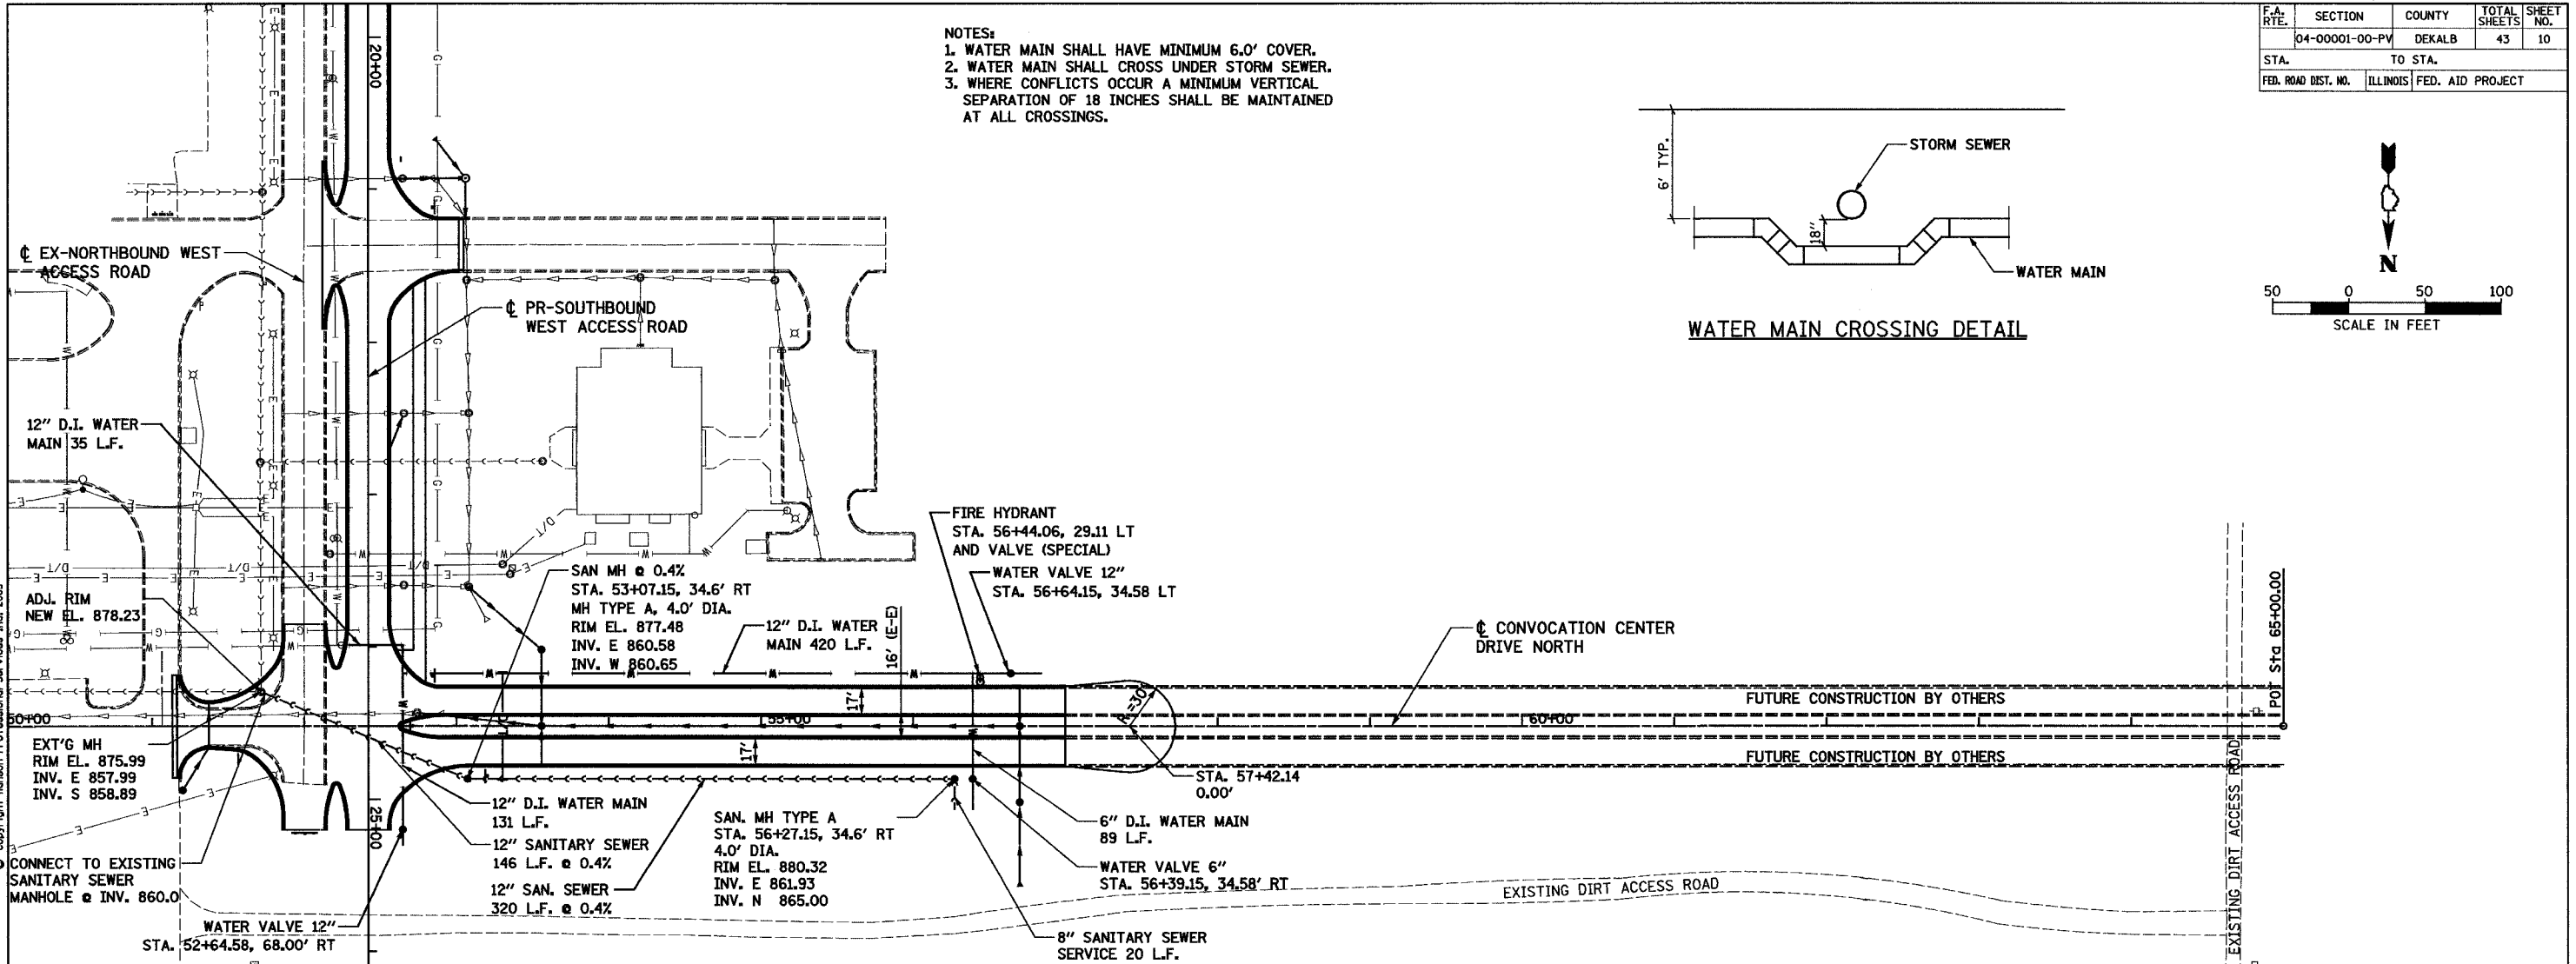 NOTES:
1. WATER MAIN SHALL HAVE MINIMUM 6.0' COVER.
2. WATER MAIN SHALL CROSS UNDER STORM SEWER.
3. WHERE CONFLICTS OCCUR A MINIMUM VERTICAL
SEPARATION OF 18 INCHES SHALL BE MAINTAINED
AT ALL CROSSINGS.
F.A. RTE. SECTION COUNTY TOTAL SHEETS SHEET NO.
04-00001-00-PV DEKALB 43 10
STA. TO STA.
FED. ROAD DIST. NO. ILLINOIS FED. AID PROJECT
20+00
6' TYP.
STORM SEWER
18"
WATER MAIN
WATER MAIN CROSSING DETAIL
N
50 0 50 100
SCALE IN FEET
℄ EX-NORTHBOUND WEST
ACCESS ROAD
℄ PR-SOUTHBOUND
WEST ACCESS ROAD
12" D.I. WATER
MAIN 35 L.F.
FIRE HYDRANT
STA. 56+44.06, 29.11 LT
AND VALVE (SPECIAL)
WATER VALVE 12"
STA. 56+64.15, 34.58 LT
SAN MH @ 0.4%
STA. 53+07.15, 34.6' RT
MH TYPE A, 4.0' DIA.
RIM EL. 877.48
INV. E 860.58
INV. W 860.65
ADJ. RIM
NEW EL. 878.23
12" D.I. WATER
MAIN 420 L.F.
16' (E-E)
℄ CONVOCATION CENTER
DRIVE NORTH
POT Sta 65+00.00
R=30'
17'
FUTURE CONSTRUCTION BY OTHERS
50+00
55+00
60+00
17'
FUTURE CONSTRUCTION BY OTHERS
EXT'G MH
RIM EL. 875.99
INV. E 857.99
INV. S 858.89
STA. 57+42.14
0.00'
12" D.I. WATER MAIN
131 L.F.
12" SANITARY SEWER
146 L.F. @ 0.4%
12" SAN. SEWER
320 L.F. @ 0.4%
SAN. MH TYPE A
STA. 56+27.15, 34.6' RT
4.0' DIA.
RIM EL. 880.32
INV. E 861.93
INV. N 865.00
6" D.I. WATER MAIN
89 L.F.
WATER VALVE 6"
STA. 56+39.15, 34.58' RT
25+00
CONNECT TO EXISTING
SANITARY SEWER
MANHOLE @ INV. 860.0
WATER VALVE 12"
STA. 52+64.58, 68.00' RT
8" SANITARY SEWER
SERVICE 20 L.F.
EXISTING DIRT ACCESS ROAD
EXISTING DIRT ACCESS ROAD